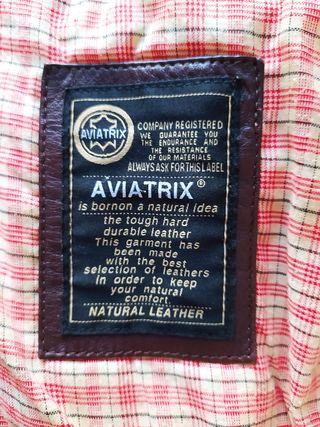 AVIATRIX
COMPANY REGISTERED
WE GUARANTEE YOU
THE ENDURANCE AND
THE RESISTANCE
OF OUR MATERIALS
ALWAYS ASK FOR THIS LABEL
AVIATRIX®
is bornon a natural idea
the tough hard
durable leather
This garment has
been made
with the best
selection of leathers
In order to keep
your natural
comfort.
NATURAL LEATHER